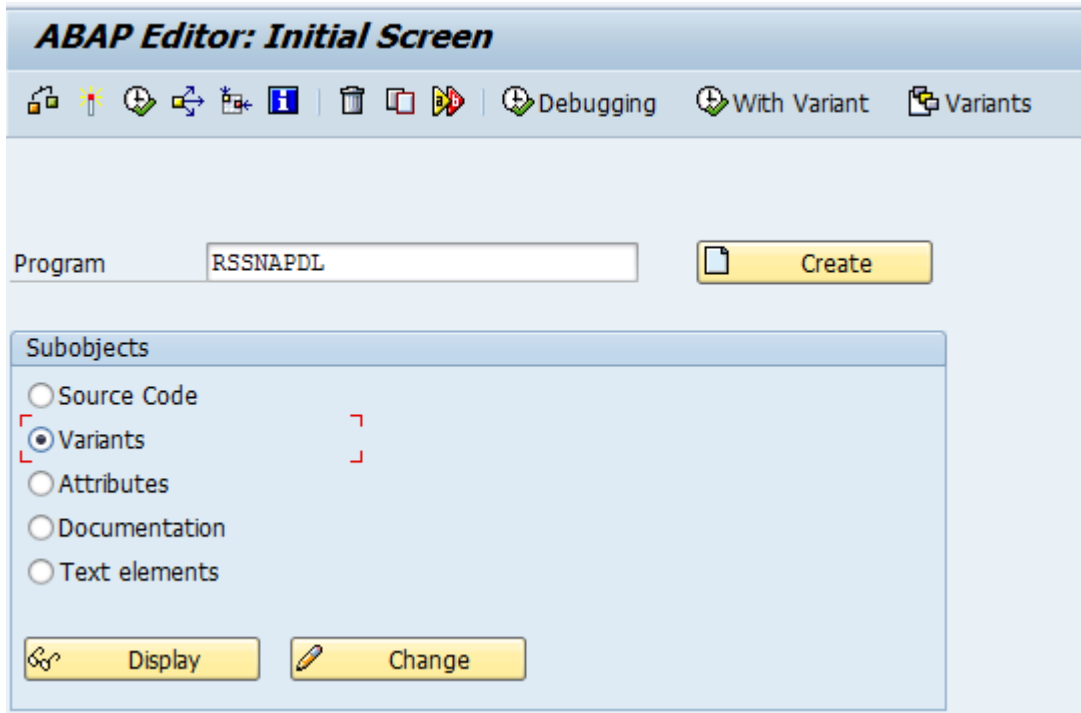 ABAP Editor: Initial Screen
Debugging With Variant Variants
Program RSSNAPDL Create
Subobjects
Source Code
Variants
Attributes
Documentation
Text elements
Display Change